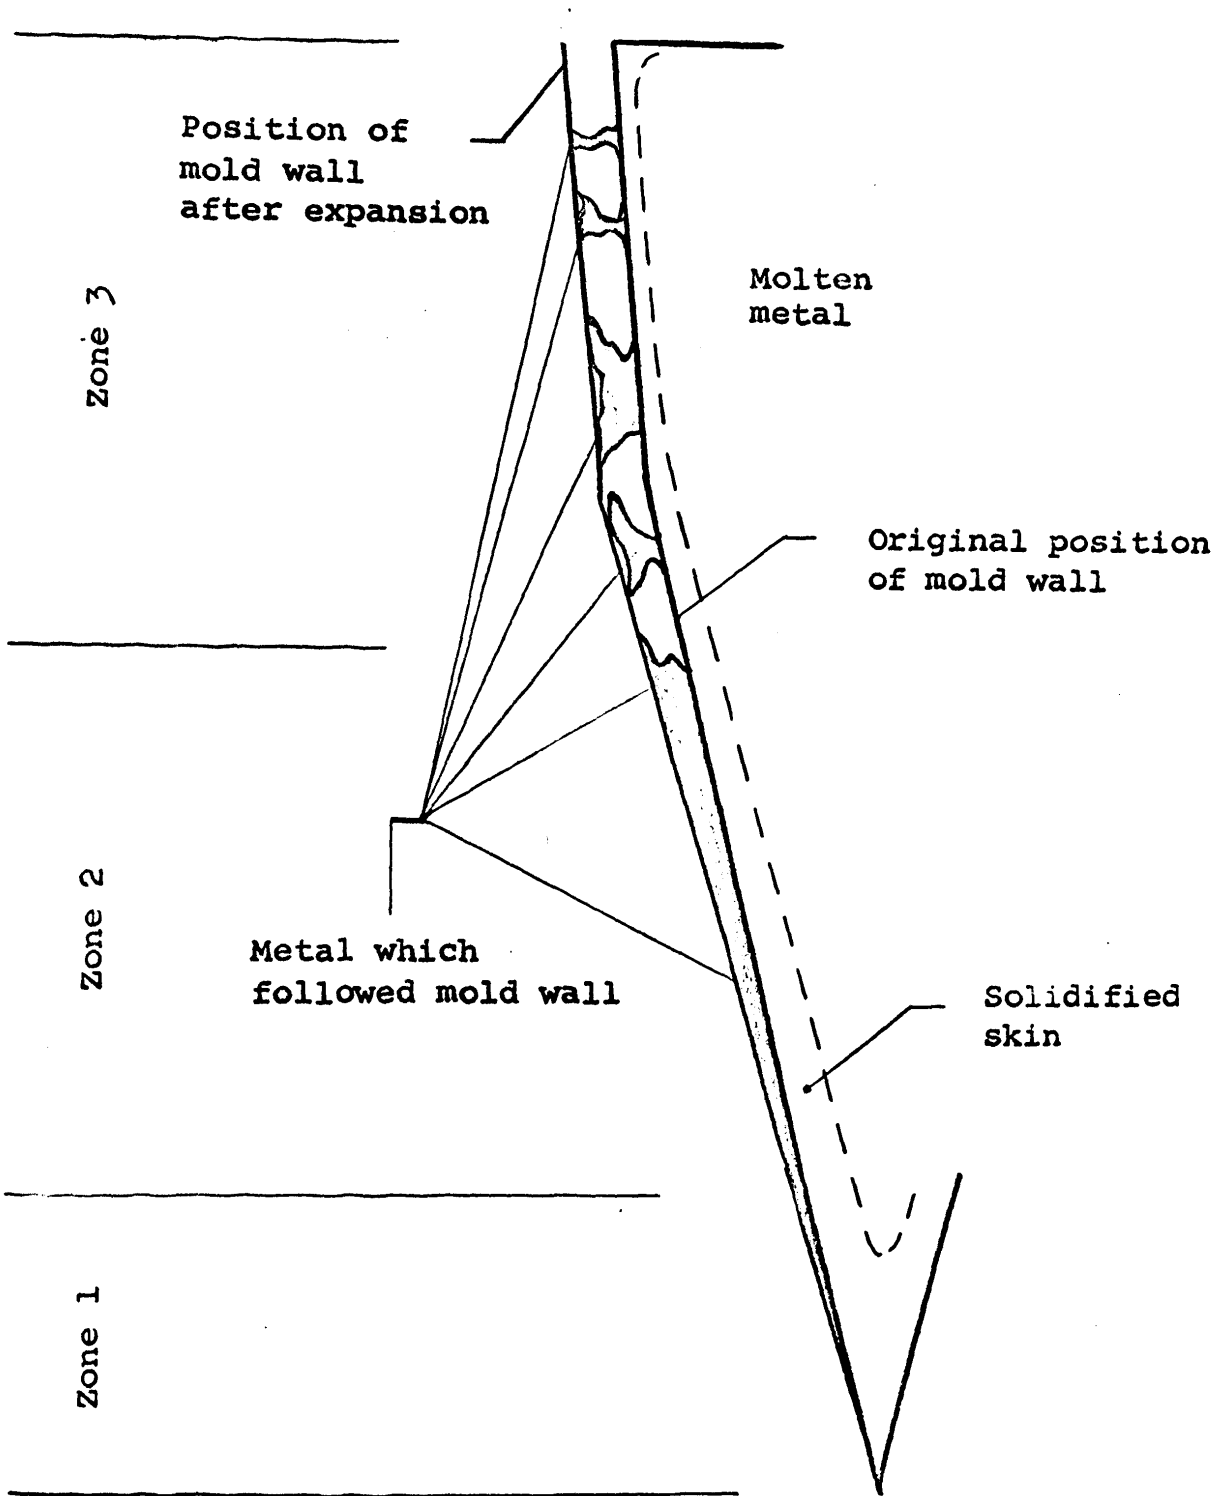 Position of
mold wall
after expansion
Zone 3
Molten
metal
Original position
of mold wall
Zone 2
Metal which
followed mold wall
Solidified
skin
Zone 1